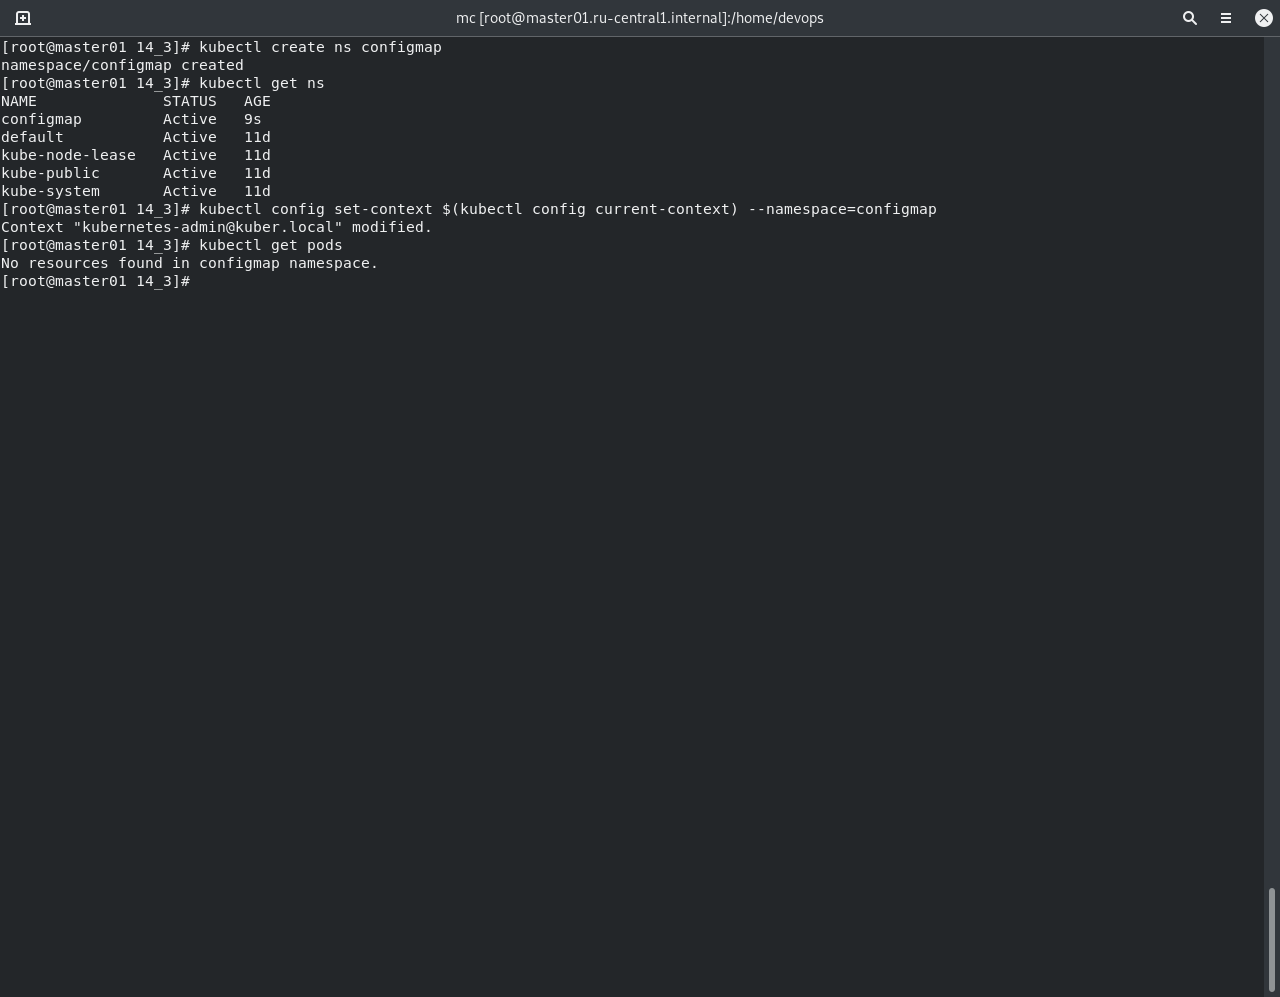 mc [root@master01.ru-central1.internal]:/home/devops
[root@master01 14_3]# kubectl create ns configmap
namespace/configmap created
[root@master01 14_3]# kubectl get ns
NAME              STATUS   AGE
configmap         Active   9s
default           Active   11d
kube-node-lease   Active   11d
kube-public       Active   11d
kube-system       Active   11d
[root@master01 14_3]# kubectl config set-context $(kubectl config current-context) --namespace=configmap
Context "kubernetes-admin@kuber.local" modified.
[root@master01 14_3]# kubectl get pods
No resources found in configmap namespace.
[root@master01 14_3]#